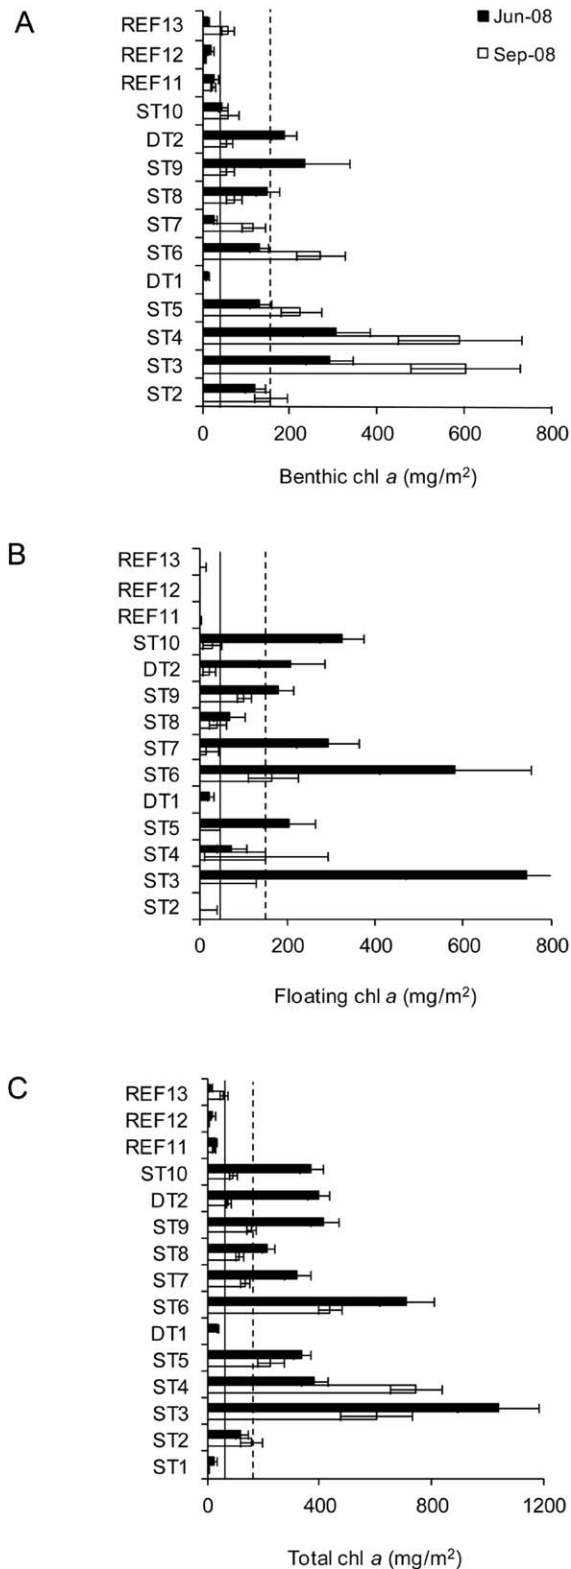 A
Jun-08
Sep-08
REF13
REF12
REF11
ST10
DT2
ST9
ST8
ST7
ST6
DT1
ST5
ST4
ST3
ST2
0 200 400 600 800
Benthic chl a (mg/m²)
B
REF13
REF12
REF11
ST10
DT2
ST9
ST8
ST7
ST6
DT1
ST5
ST4
ST3
ST2
0 200 400 600 800
Floating chl a (mg/m²)
C
REF13
REF12
REF11
ST10
DT2
ST9
ST8
ST7
ST6
DT1
ST5
ST4
ST3
ST2
ST1
0 400 800 1200
Total chl a (mg/m²)